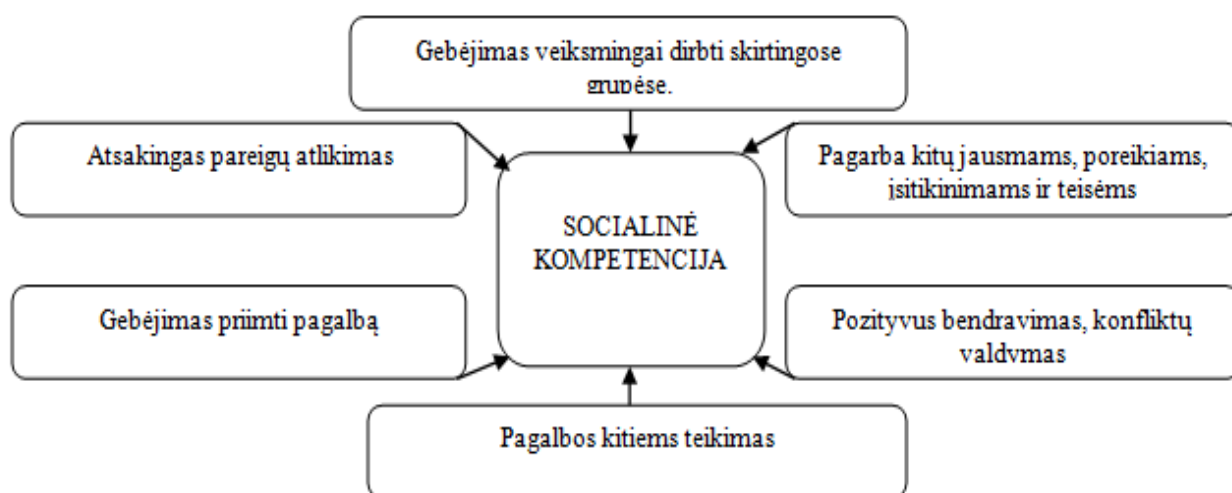 Gebėjimas veiksmingai dirbti skirtingose
grupėse.
Atsakingas pareigų atlikimas
Pagarba kitų jausmams, poreikiams,
įsitikinimams ir teisėms
SOCIALINĖ
KOMPETENCIJA
Gebėjimas priimti pagalbą
Pozityvus bendravimas, konfliktų
valdymas
Pagalbos kitiems teikimas